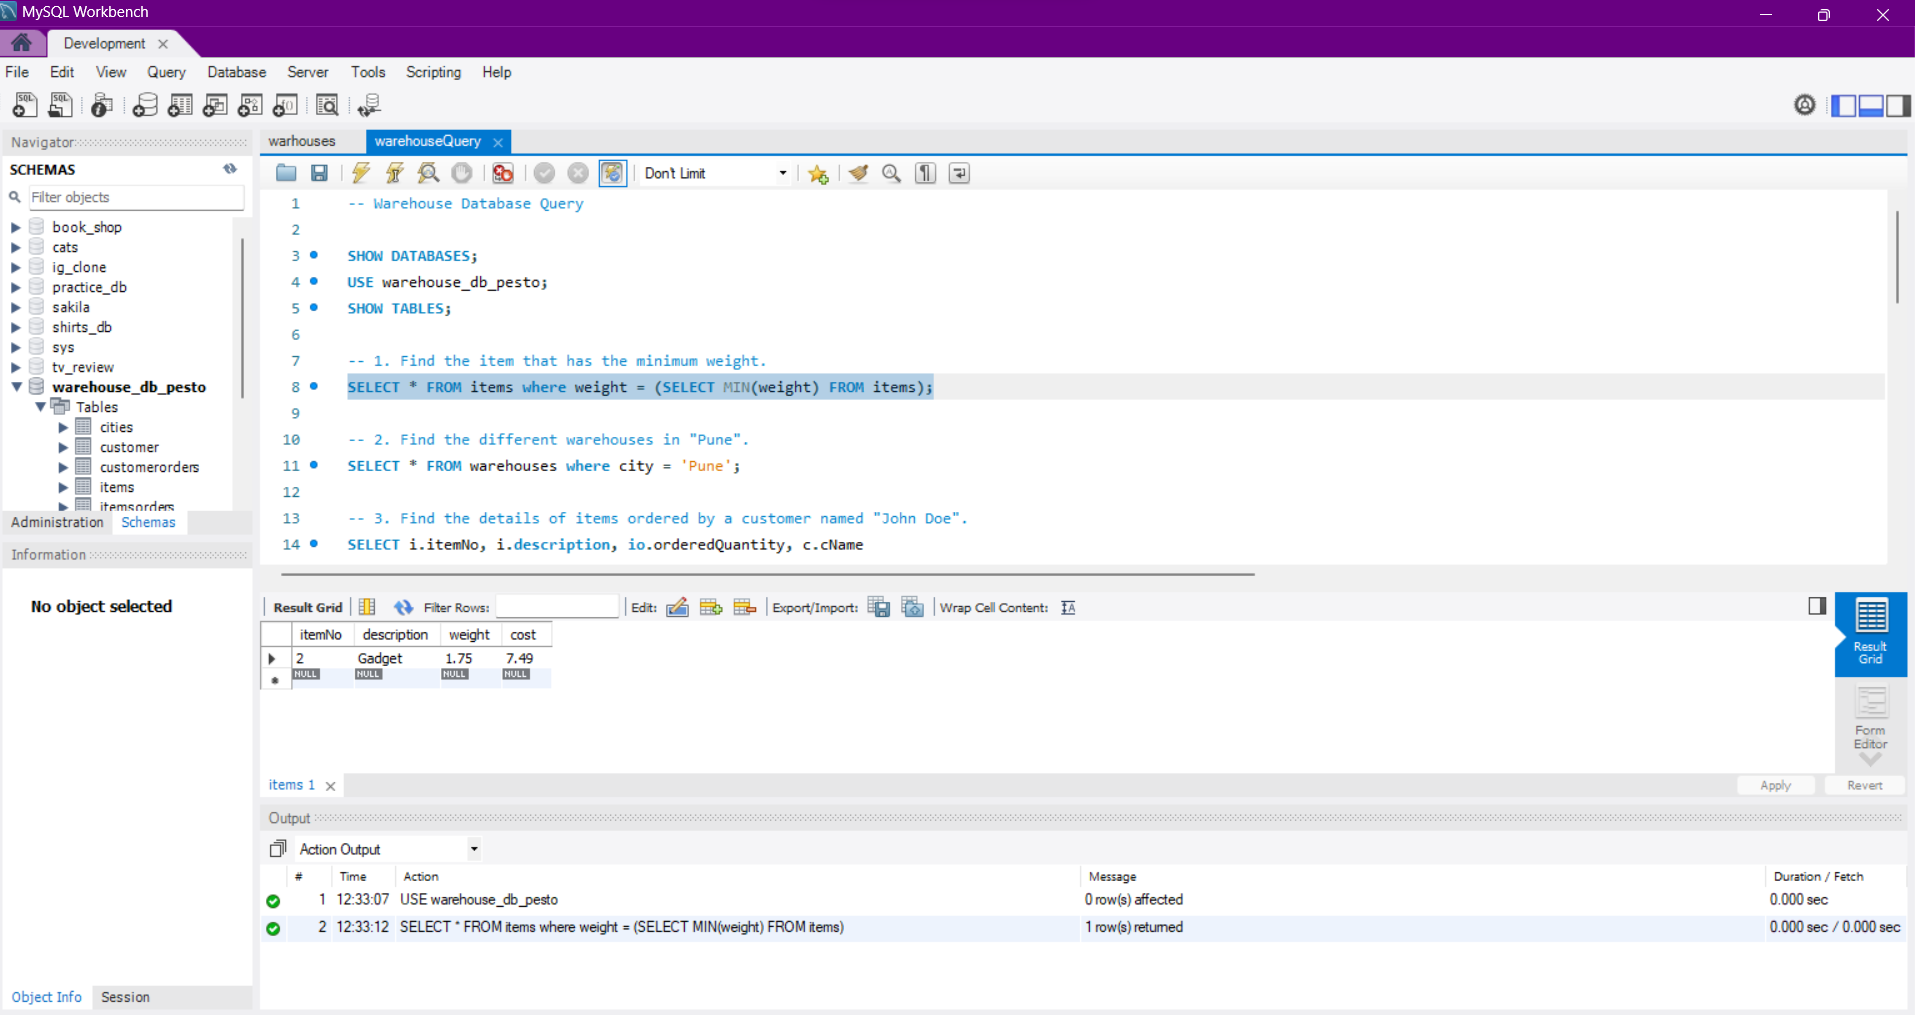 MySQL Workbench
Development
File Edit View Query Database Server Tools Scripting Help
Navigator
SCHEMAS
Filter objects
book_shop
cats
ig_clone
practice_db
sakila
shirts_db
sys
tv_review
warehouse_db_pesto
Tables
cities
customer
customerorders
items
itemsorders
Administration Schemas
Information
No object selected
Object Info Session
warhouses warehouseQuery
Don't Limit
1 -- Warehouse Database Query
2
3 SHOW DATABASES;
4 USE warehouse_db_pesto;
5 SHOW TABLES;
6
7 -- 1. Find the item that has the minimum weight.
8 SELECT * FROM items where weight = (SELECT MIN(weight) FROM items);
9
10 -- 2. Find the different warehouses in "Pune".
11 SELECT * FROM warehouses where city = 'Pune';
12
13 -- 3. Find the details of items ordered by a customer named "John Doe".
14 SELECT i.itemNo, i.description, io.orderedQuantity, c.cName
Result Grid Filter Rows: Edit: Export/Import: Wrap Cell Content:
itemNo description weight cost
2 Gadget 1.75 7.49
NULL NULL NULL NULL
Result
Grid
Form
Editor
items 1 Apply Revert
Output
Action Output
# Time Action Message Duration / Fetch
1 12:33:07 USE warehouse_db_pesto 0 row(s) affected 0.000 sec
2 12:33:12 SELECT * FROM items where weight = (SELECT MIN(weight) FROM items) 1 row(s) returned 0.000 sec / 0.000 sec